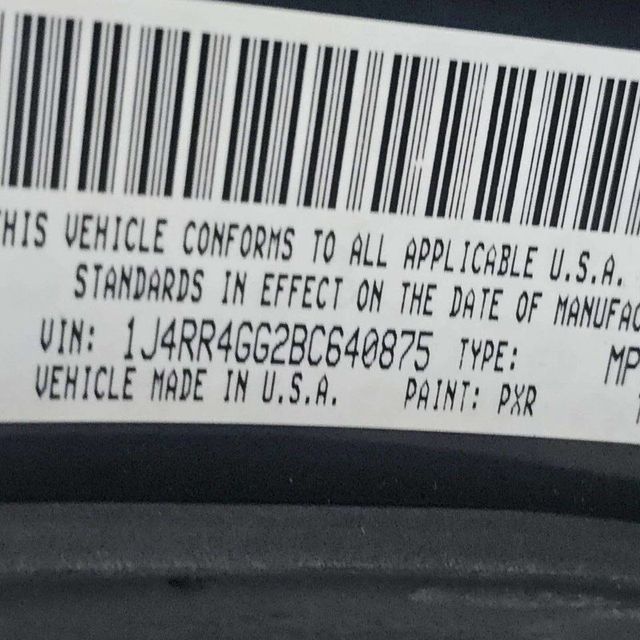 THIS VEHICLE CONFORMS TO ALL APPLICABLE U.S.A.
STANDARDS IN EFFECT ON THE DATE OF MANUFAC
VIN: 1J4RR4GG2BC640875 TYPE: MP
VEHICLE MADE IN U.S.A. PAINT: PXR